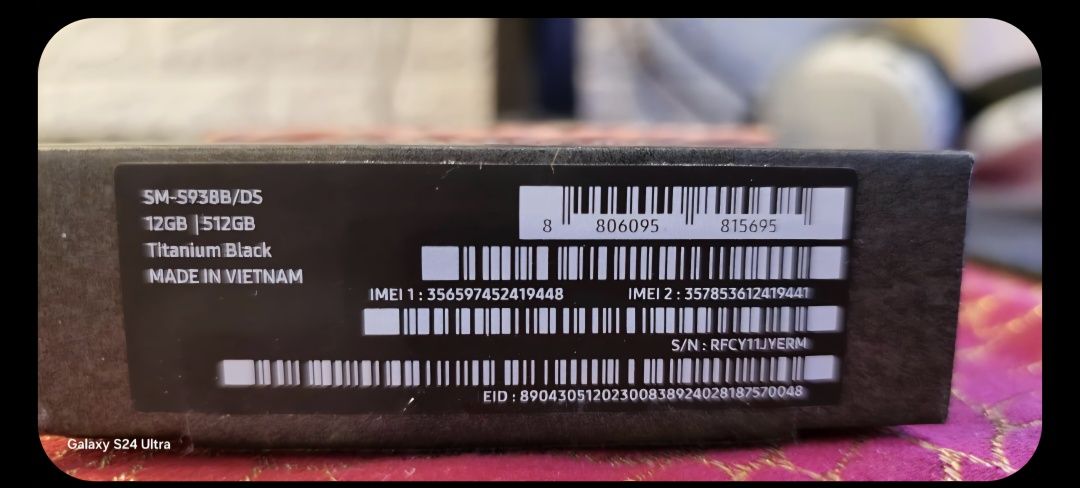 SM-S938B/DS
12GB | 512GB
Titanium Black
MADE IN VIETNAM
8 806095 815695
IMEI 1 : 356597452419448 IMEI 2 : 357853612419441
S/N : RFCY11JYERM
EID : 89043051202300838924028187570048
Galaxy S24 Ultra